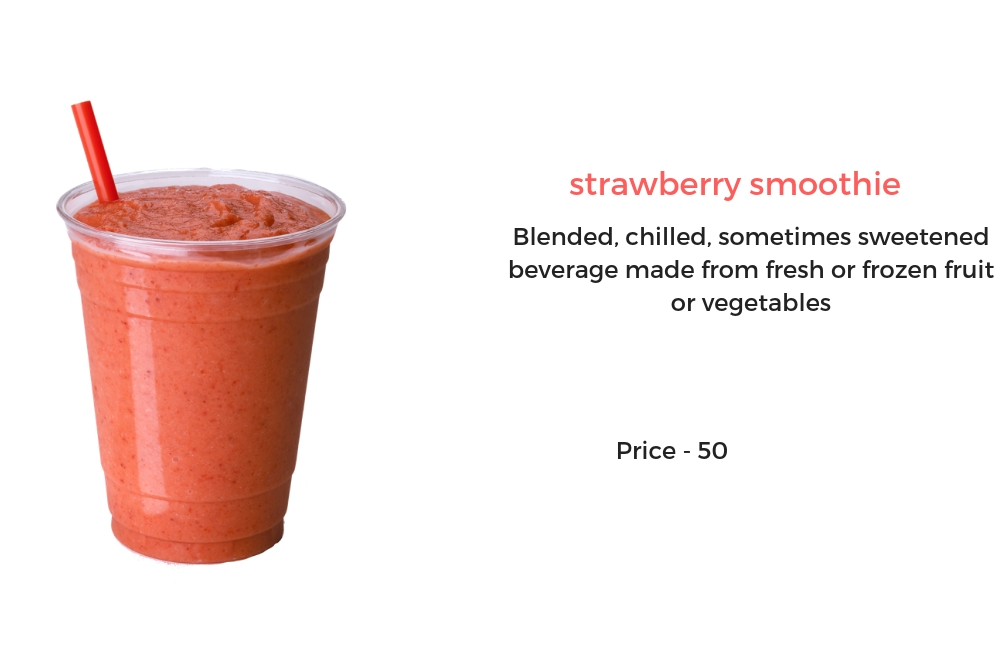 strawberry smoothie
Blended, chilled, sometimes sweetened
beverage made from fresh or frozen fruit
or vegetables
Price - 50